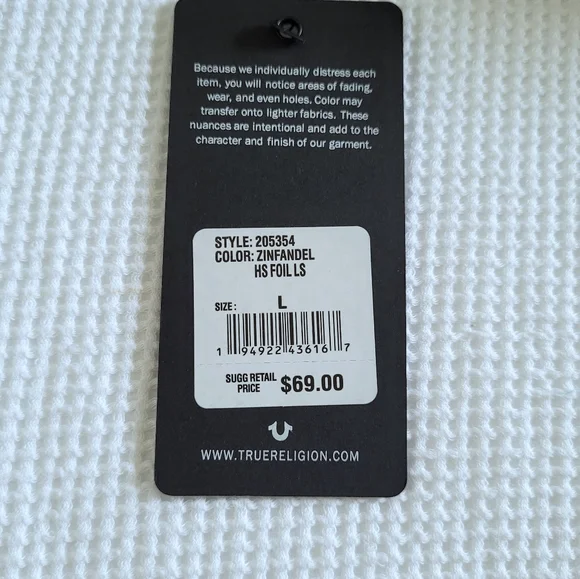 Because we individually distress each
item, you will notice areas of fading,
wear, and even holes. Color may
transfer onto lighter fabrics. These
nuances are intentional and add to the
character and finish of our garment.
STYLE: 205354
COLOR: ZINFANDEL
HS FOIL LS
SIZE: L
1 94922 43616 7
SUGG RETAIL
PRICE $69.00
WWW.TRUERELIGION.COM